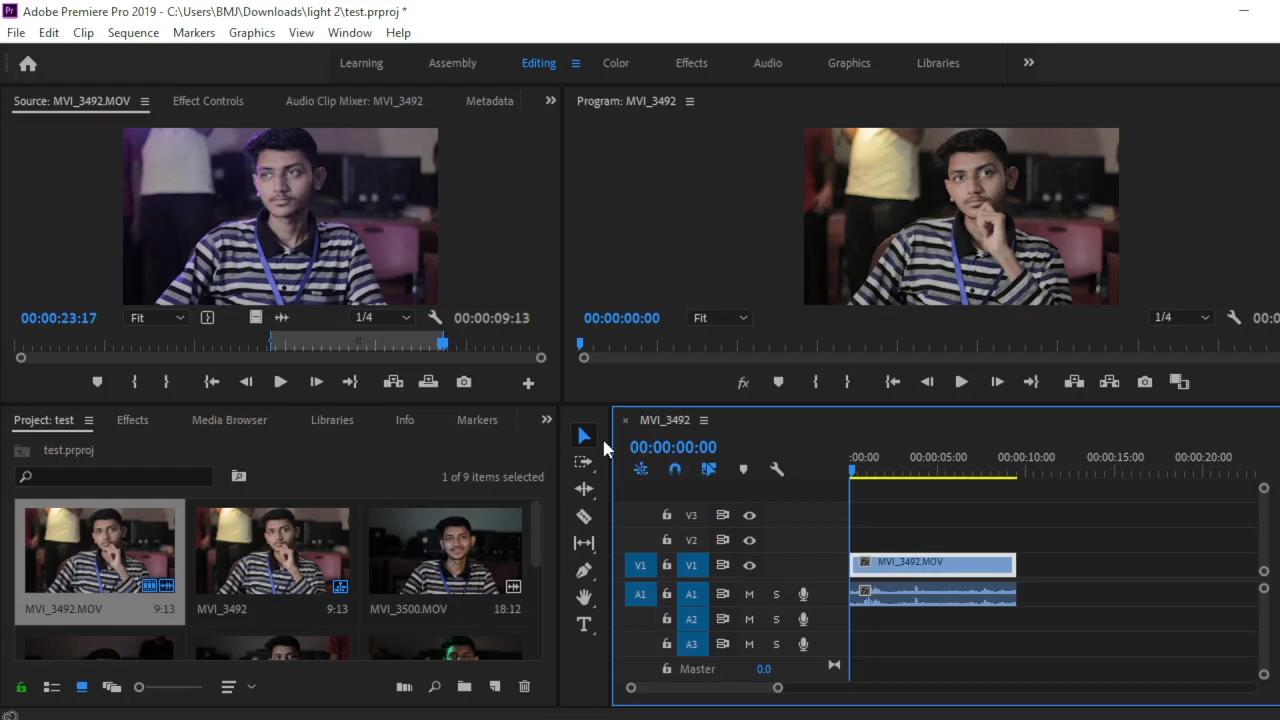 Adobe Premiere Pro 2019 - C:\Users\BMJ\Downloads\light 2\test.prproj *
File Edit Clip Sequence Markers Graphics View Window Help
Learning Assembly Editing Color Effects Audio Graphics Libraries
Source: MVI_3492.MOV Effect Controls Audio Clip Mixer: MVI_3492 Metadata
Program: MVI_3492
00:00:23:17 Fit 1/4 00:00:09:13
00:00:00:00 Fit 1/4 00:0
Project: test Effects Media Browser Libraries Info Markers
test.prproj
1 of 9 items selected
MVI_3492.MOV 9:13
MVI_3492 9:13
MVI_3500.MOV 18:12
MVI_3492
00:00:00:00
:00:00 00:00:05:00 00:00:10:00 00:00:15:00 00:00:20:00
V3
V2
V1 V1 fx MVI_3492.MOV
A1 A1 M S
A2 M S
A3 M S
Master 0.0